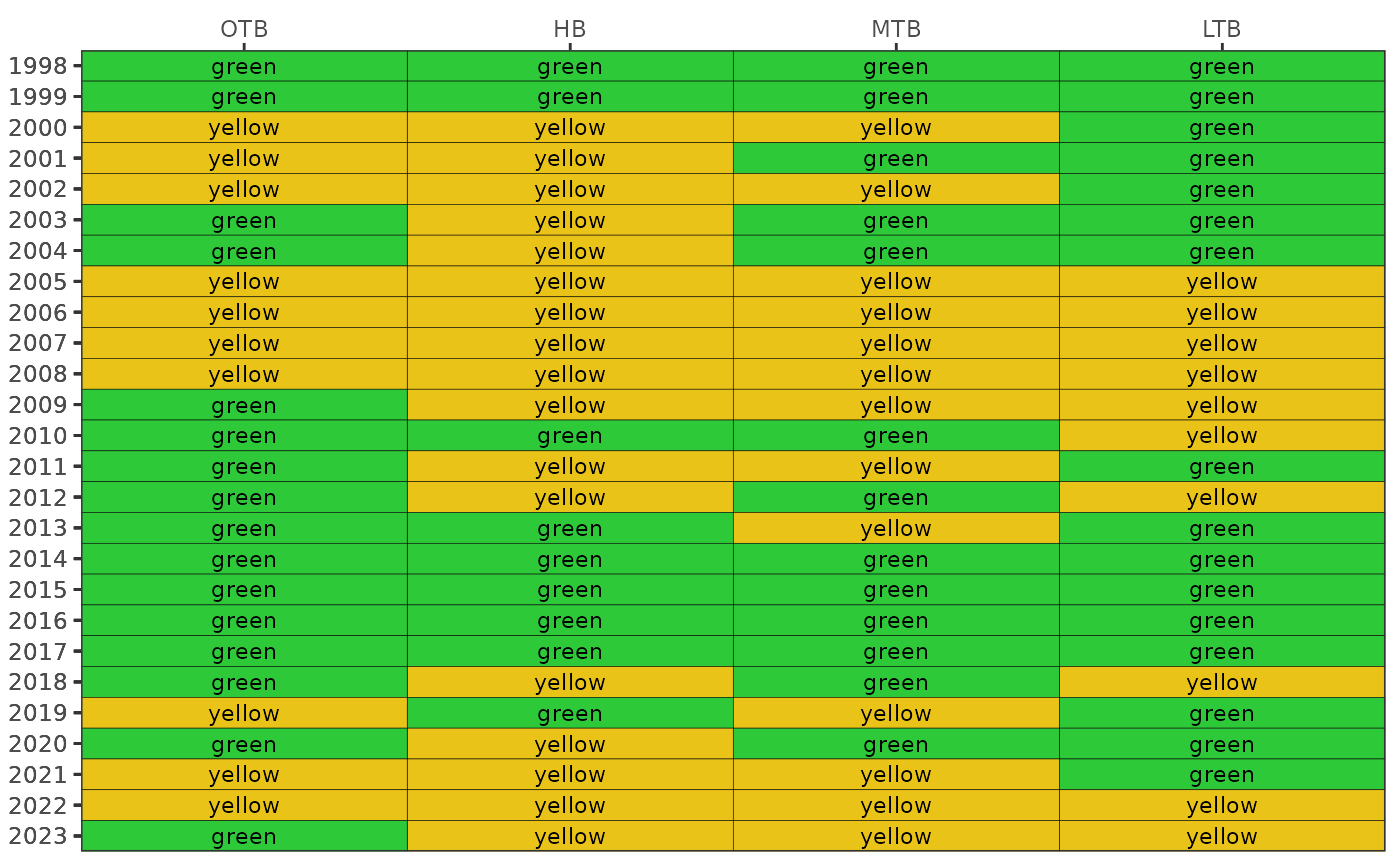 OTB HB MTB LTB
1998 green green green green
1999 green green green green
2000 yellow yellow yellow green
2001 yellow yellow green green
2002 yellow yellow yellow green
2003 green yellow green green
2004 green yellow green green
2005 yellow yellow yellow yellow
2006 yellow yellow yellow yellow
2007 yellow yellow yellow yellow
2008 yellow yellow yellow yellow
2009 green yellow yellow yellow
2010 green green green yellow
2011 green yellow yellow green
2012 green yellow green yellow
2013 green green yellow green
2014 green green green green
2015 green green green green
2016 green green green green
2017 green green green green
2018 green yellow green yellow
2019 yellow green yellow green
2020 green yellow green green
2021 yellow yellow yellow green
2022 yellow yellow yellow yellow
2023 green yellow yellow yellow